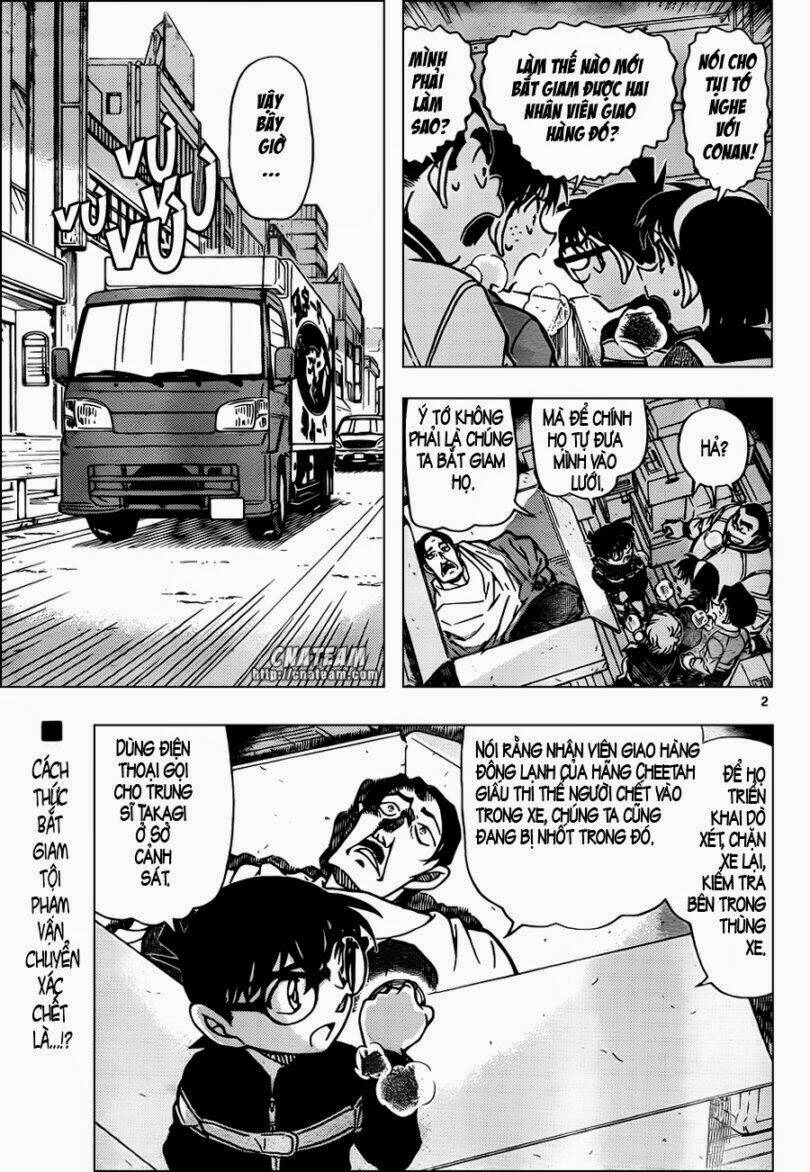 NÓI CHO
TỤI TỚ
NGHE
VỚI
CONAN!
LÀM THẾ NÀO MỚI
BẮT GIAM ĐƯỢC HAI
NHÂN VIÊN GIAO
HÀNG ĐÓ?
MÌNH
PHẢI
LÀM
SAO?
VẬY
BÂY
GIỜ
...
VÙ
VÙ
VÙ
VÙ
VÙ
HẢ?
MÀ ĐỂ CHÍNH
HỌ TỰ ĐƯA
MÌNH VÀO
LƯỚI.
Ý TỚ KHÔNG
PHẢI LÀ CHÚNG
TA BẮT GIAM
HỌ.
CNATEAM
http://cnateam.com
2
ĐỂ HỌ
TRIỂN
KHAI DÒ
XÉT, CHẶN
XE LẠI,
KIỂM TRA
BÊN TRONG
THÙNG
XE.
NÓI RẰNG NHÂN VIÊN GIAO HÀNG
ĐÔNG LẠNH CỦA HÃNG CHEETAH
GIẤU THI THỂ NGƯỜI CHẾT VÀO
TRONG XE, CHÚNG TA CŨNG
ĐANG BỊ NHỐT TRONG ĐÓ.
DÙNG ĐIỆN
THOẠI GỌI
CHO TRUNG
SĨ TAKAGI
Ở SỞ
CẢNH
SÁT.
CÁCH
THỨC
BẮT
GIAM
TỘI
PHẠM
VẬN
CHUYỂN
XÁC
CHẾT
LÀ...!?